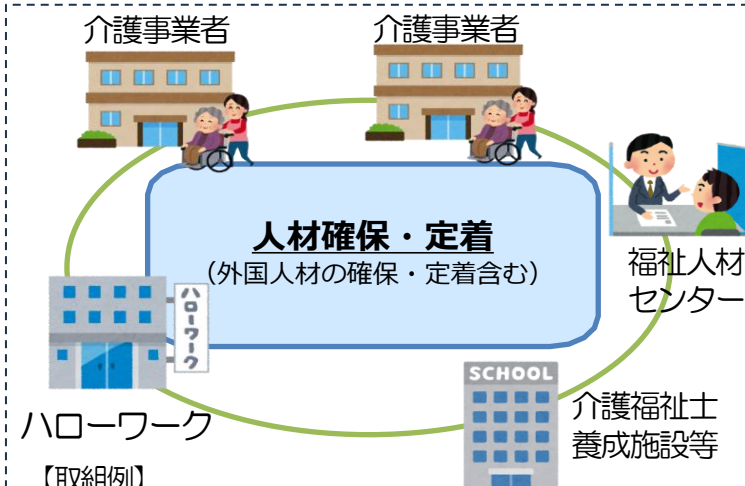 介護事業者
介護事業者
人材確保・定着
（外国人材の確保・定着含む）
福祉人材
センター
ハローワーク
ハローワーク
SCHOOL
介護福祉士
養成施設等
【取組例】